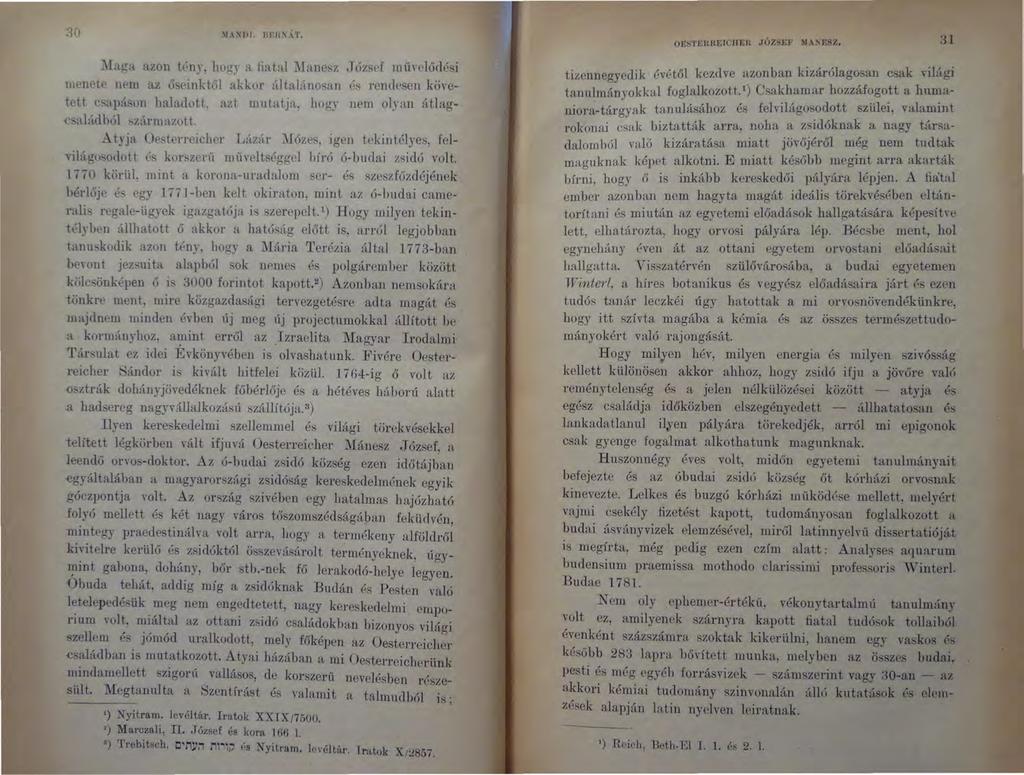 30
MANDL BERNÁT.
Maga azon tény, hogy a fiatal Manesz József művelődési
menete nem az őseinktől akkor általánosan és rendesen köve-
tett csapáson haladott, azt mutatja, hogy nem olyan átlag-
családból származott.
Atyja Oesterreicher Lázár Mózes, igen tekintélyes, fel-
világosodott és korszerű műveltséggel bíró ó-budai zsidó volt.
1770 körül, mint a korona-uradalom ser- és szeszfőzdéjének
bérlője és egy 1771-ben kelt okiraton, mint az ó-budai came-
ralis regale-ügyek igazgatója is szerepelt.¹) Hogy milyen tekin-
télyben állhatott ő akkor a hatóság előtt is, arról legjobban
tanuskodik azon tény, hogy a Mária Terézia által 1773-ban
bevont jezsuita alapból sok nemes és polgárember között
kölcsönképen ő is 3000 forintot kapott.²) Azonban nemsokára
tönkre ment, mire közgazdasági tervezgetésre adta magát és
majdnem minden évben új meg új projectumokkal állított be
a kormányhoz, amint erről az Izraelita Magyar Irodalmi
Társulat ez idei Évkönyvében is olvashatunk. Fivére Oester-
reicher Sándor is kivált hitfelei közül. 1764-ig ő volt az
osztrák dohányjövedéknek főbérlője és a hétéves háború alatt
a hadsereg nagyvállalkozású szállítója.³)
Ilyen kereskedelmi szellemmel és világi törekvésekkel
telített légkörben vált ifjuvá Oesterreicher Mánesz József, a
leendő orvos-doktor. Az ó-budai zsidó község ezen időtájban
egyáltalában a magyarországi zsidóság kereskedelmének egyik
góczpontja volt. Az ország szivében egy hatalmas hajózható
folyó mellett és két nagy város tőszomszédságában feküdvén,
mintegy praedestinálva volt arra, hogy a termékeny alföldről
kivitelre kerülő és zsidóktól összevásárolt terményeknek, úgy-
mint gabona, dohány, bőr stb.-nek fő lerakodó-helye legyen.
Óbuda tehát, addig míg a zsidóknak Budán és Pesten való
letelepedésük meg nem engedtetett, nagy kereskedelmi empo-
rium volt, miáltal az ottani zsidó családokban bizonyos világi
szellem és jómód uralkodott, mely főképen az Oesterreicher
családban is mutatkozott. Atyai házában a mi Oesterreicherünk
mindamellett szigorú vallásos, de korszerű nevelésben része-
sült. Megtanulta a Szentírást és valamit a talmudból is;
¹) Nyitram. levéltár. Iratok XXIX/7500.
²) Marczali, II. József és kora 166 l.
³) Trebitsch, קורות העתים és Nyitram. levéltár. Iratok X/2857.
OESTERREICHER JÓZSEF MANESZ.
31
tizennegyedik évétől kezdve azonban kizárólagosan csak világi
tanulmányokkal foglalkozott.¹) Csakhamar hozzáfogott a huma-
niora-tárgyak tanulásához és felvilágosodott szülei, valamint
rokonai csak biztatták arra, noha a zsidóknak a nagy társa-
dalomból való kizáratása miatt jövőjéről még nem tudtak
maguknak képet alkotni. E miatt később megint arra akarták
bírni, hogy ő is inkább kereskedői pályára lépjen. A fiatal
ember azonban nem hagyta magát ideális törekvésében eltán-
torítani és miután az egyetemi előadások hallgatására képesítve
lett, elhatározta, hogy orvosi pályára lép. Bécsbe ment, hol
egynehány éven át az ottani egyetem orvostani előadásait
hallgatta. Visszatérvén szülővárosába, a budai egyetemen
Winterl, a híres botanikus és vegyész előadásaira járt és ezen
tudós tanár leczkéi úgy hatottak a mi orvosnövendékünkre,
hogy itt szívta magába a kémia és az összes természettudo-
mányokért való rajongását.
Hogy milyen hév, milyen energia és milyen szivósság
kellett különösen akkor ahhoz, hogy zsidó ifju a jövőre való
reménytelenség és a jelen nélkülözései között — atyja és
egész családja időközben elszegényedett — állhatatosan és
lankadatlanul ilyen pályára törekedjék, arról mi epigonok
csak gyenge fogalmat alkothatunk magunknak.
Huszonnégy éves volt, midőn egyetemi tanulmányait
befejezte és az óbudai zsidó község őt kórházi orvosnak
kinevezte. Lelkes és buzgó kórházi működése mellett, melyért
vajmi csekély fizetést kapott, tudományosan foglalkozott a
budai ásványvizek elemzésével, miről latinnyelvű dissertatióját
is megírta, még pedig ezen czím alatt: Analyses aquarum
budensium praemissa mothodo clarissimi professoris Winterl.
Budae 1781.
Nem oly ephemer-értékű, vékonytartalmú tanulmány
volt ez, amilyenek szárnyra kapott fiatal tudósok tollaiból
évenként százszámra szoktak kikerülni, hanem egy vaskos és
később 283 lapra bővített munka, melyben az összes budai,
pesti és még egyéb forrásvizek — számszerint vagy 30-an — az
akkori kémiai tudomány szinvonalán álló kutatások és elem-
zések alapján latin nyelven leiratnak.
¹) Reich, Beth-El I. 1. és 2. l.